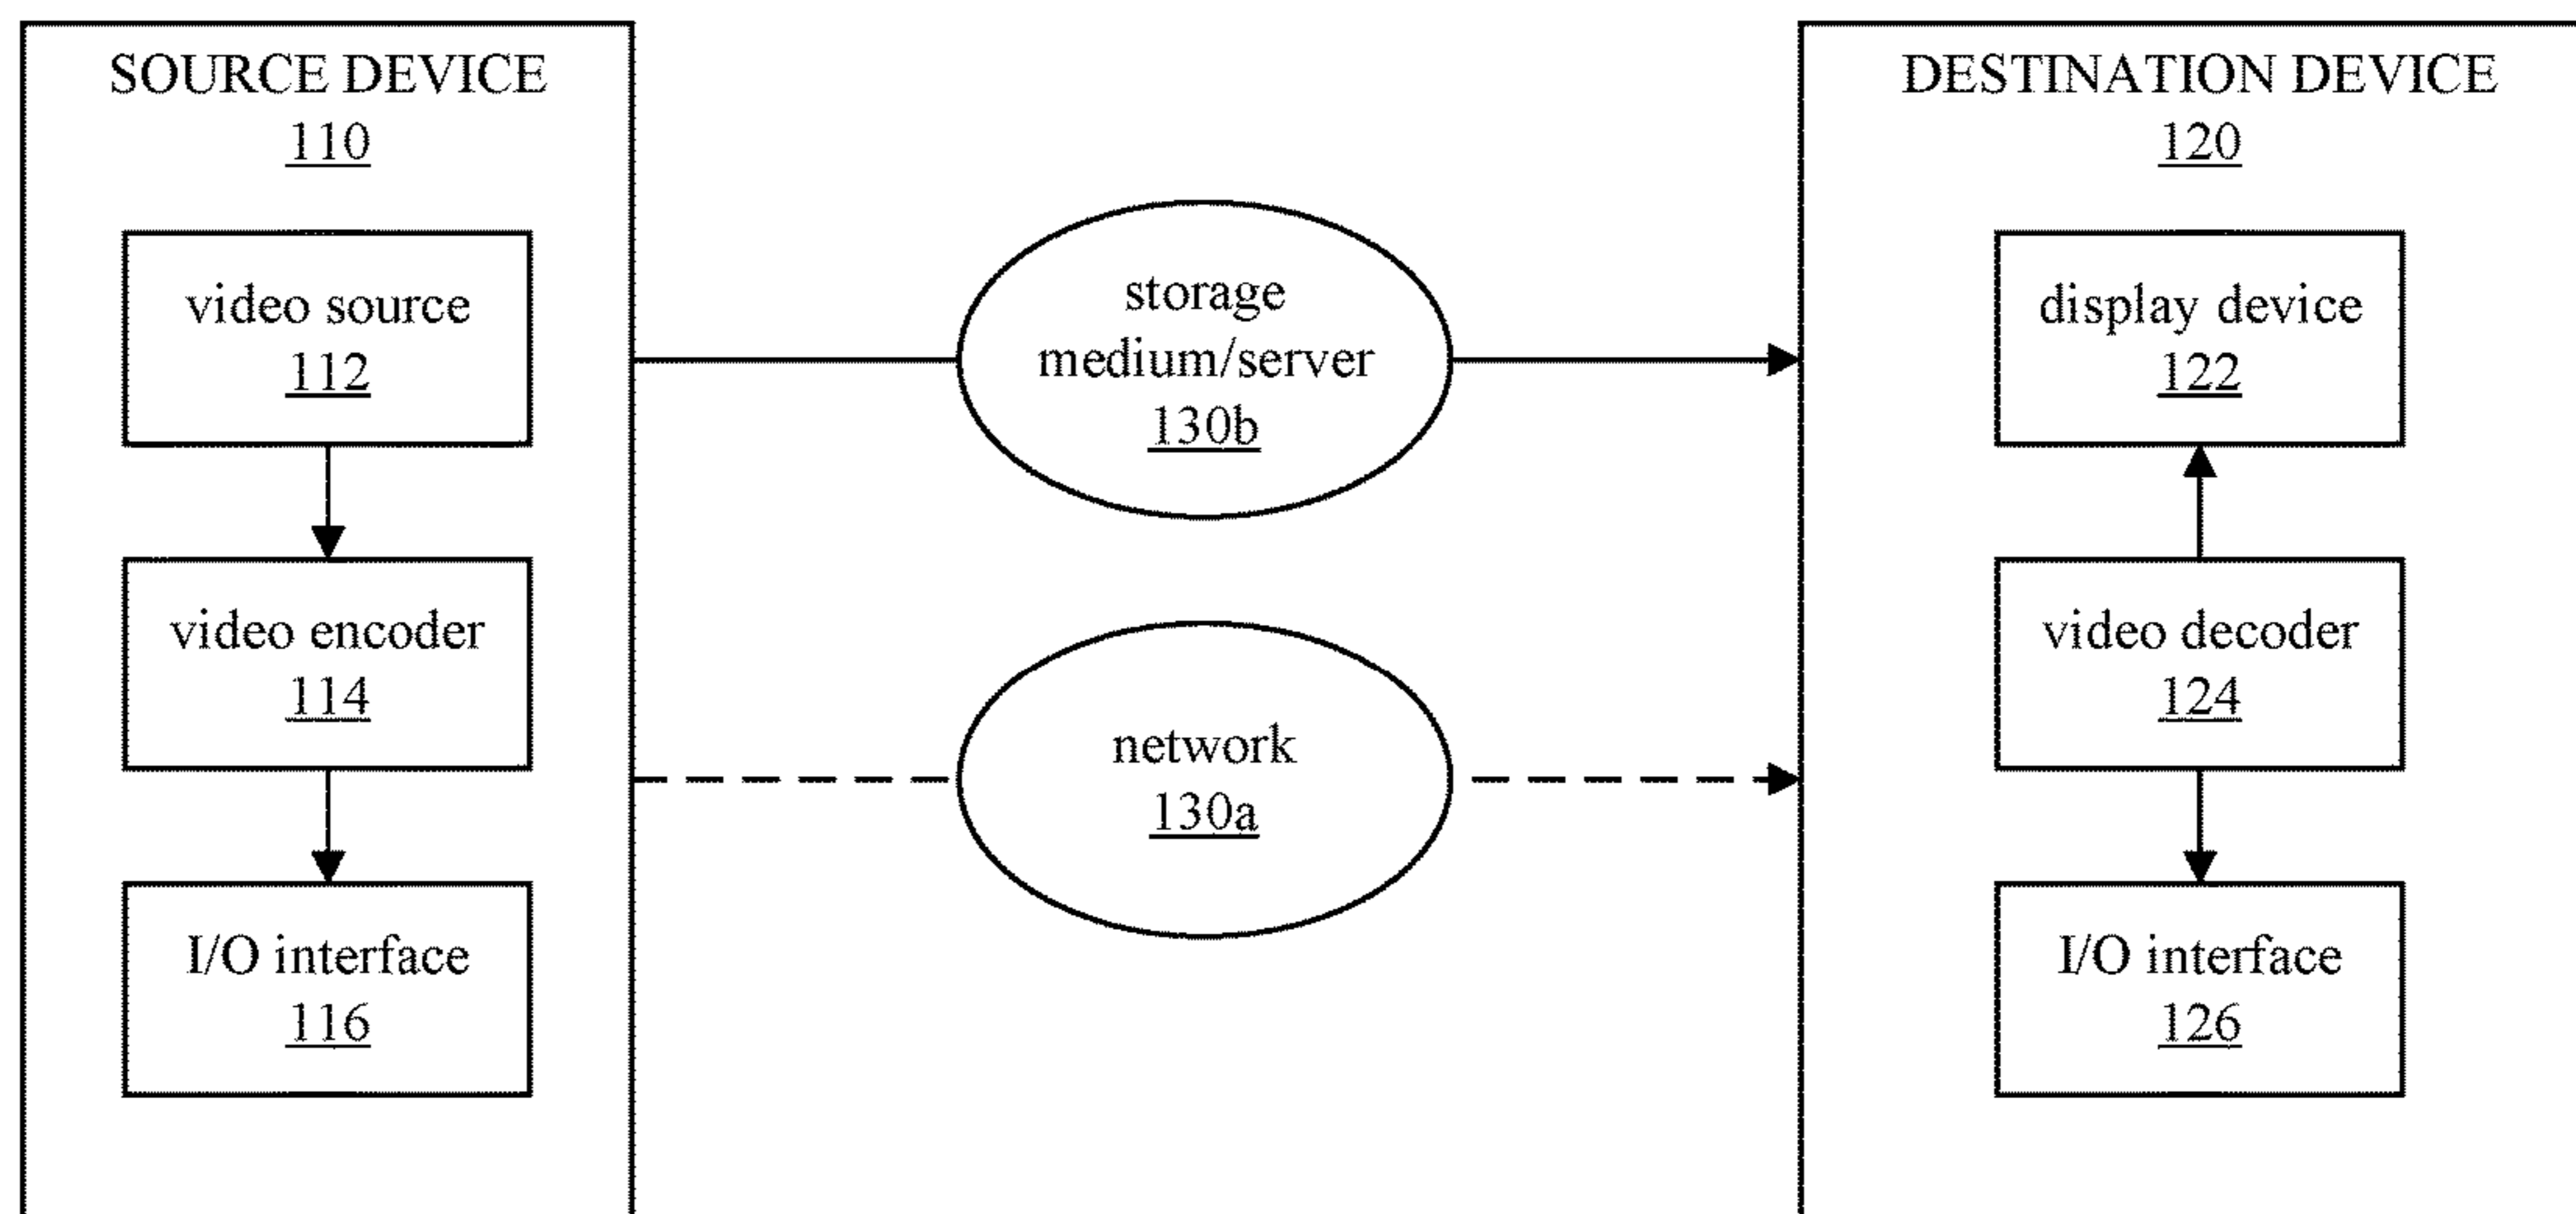 SOURCE DEVICE
110
video source
112
video encoder
114
I/O interface
116
storage
medium/server
130b
network
130a
DESTINATION DEVICE
120
display device
122
video decoder
124
I/O interface
126